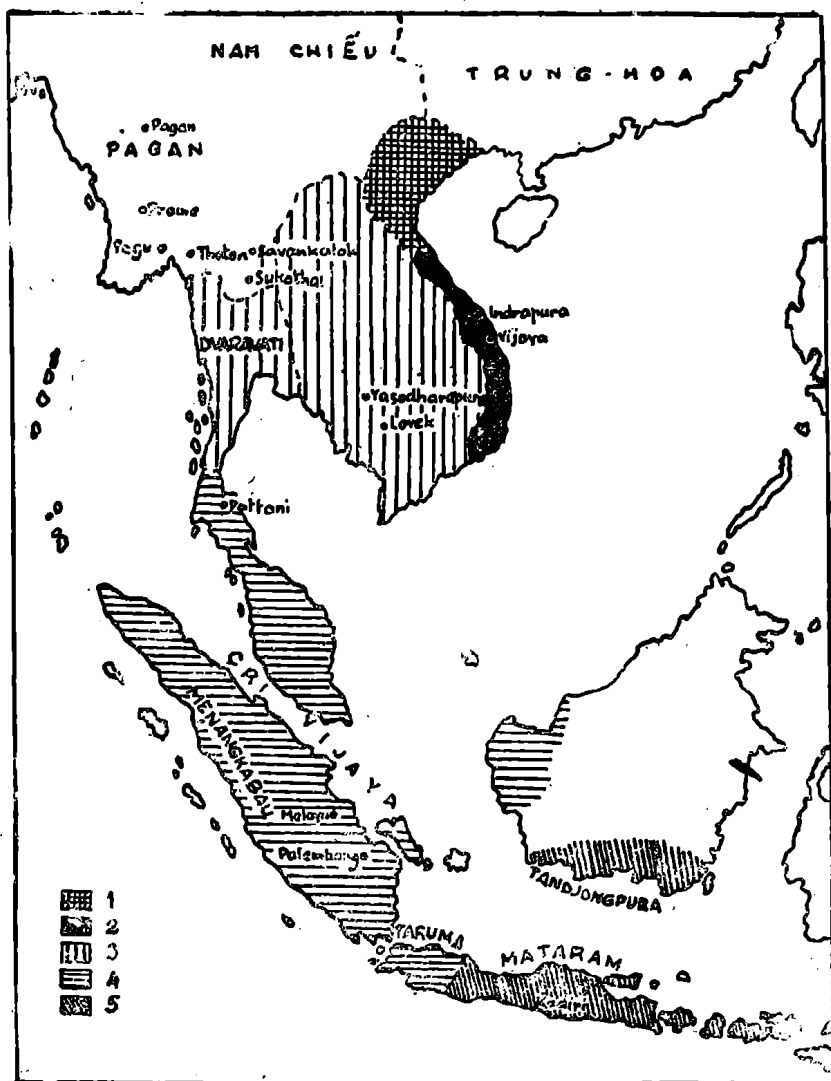 NAM CHIẾU
TRUNG-HOA
Pagan
PAGAN
Prome
Pegu
Thaton
Savankalok
Sukothai
DVARAVATI
Indrapura
Vijaya
Yasodharapura
Lovek
Pattani
CRI VIJAYA
MENANGKABAU
Malayu
Palembang
TANDJONGPURA
TARUMA
MATARAM
1
2
3
4
5